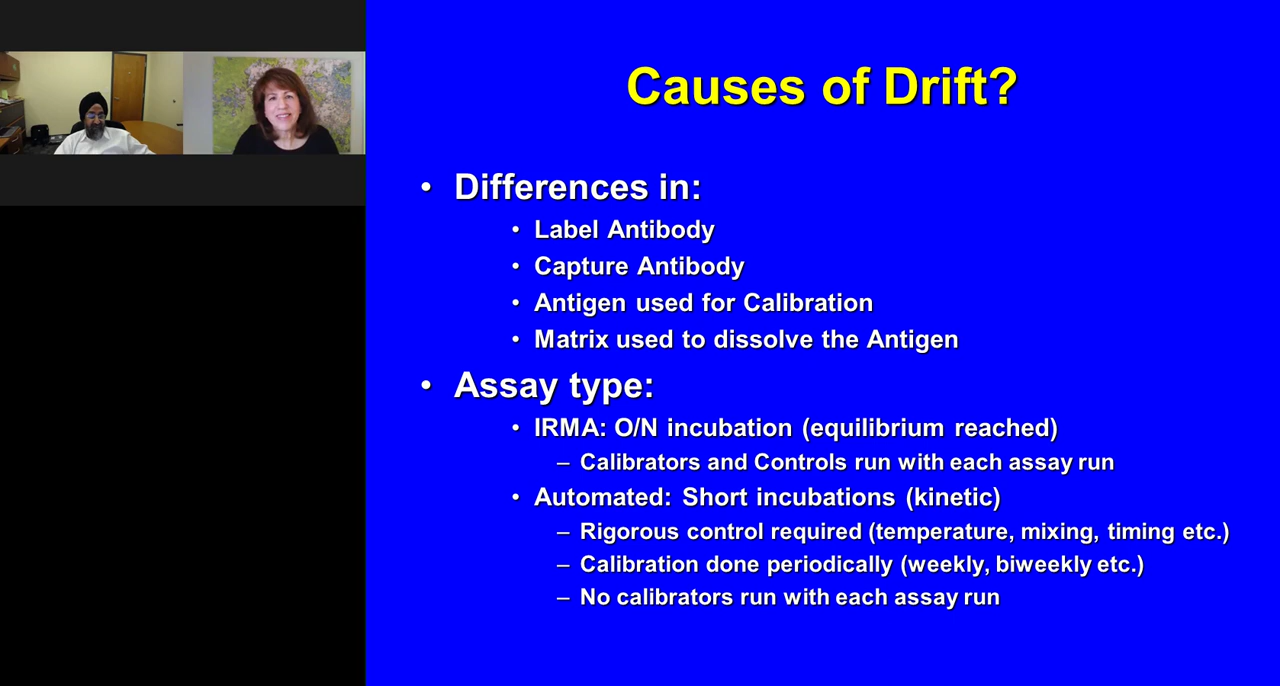 Causes of Drift?
• Differences in:
• Label Antibody
• Capture Antibody
• Antigen used for Calibration
• Matrix used to dissolve the Antigen
• Assay type:
• IRMA: O/N incubation (equilibrium reached)
– Calibrators and Controls run with each assay run
• Automated: Short incubations (kinetic)
– Rigorous control required (temperature, mixing, timing etc.)
– Calibration done periodically (weekly, biweekly etc.)
– No calibrators run with each assay run